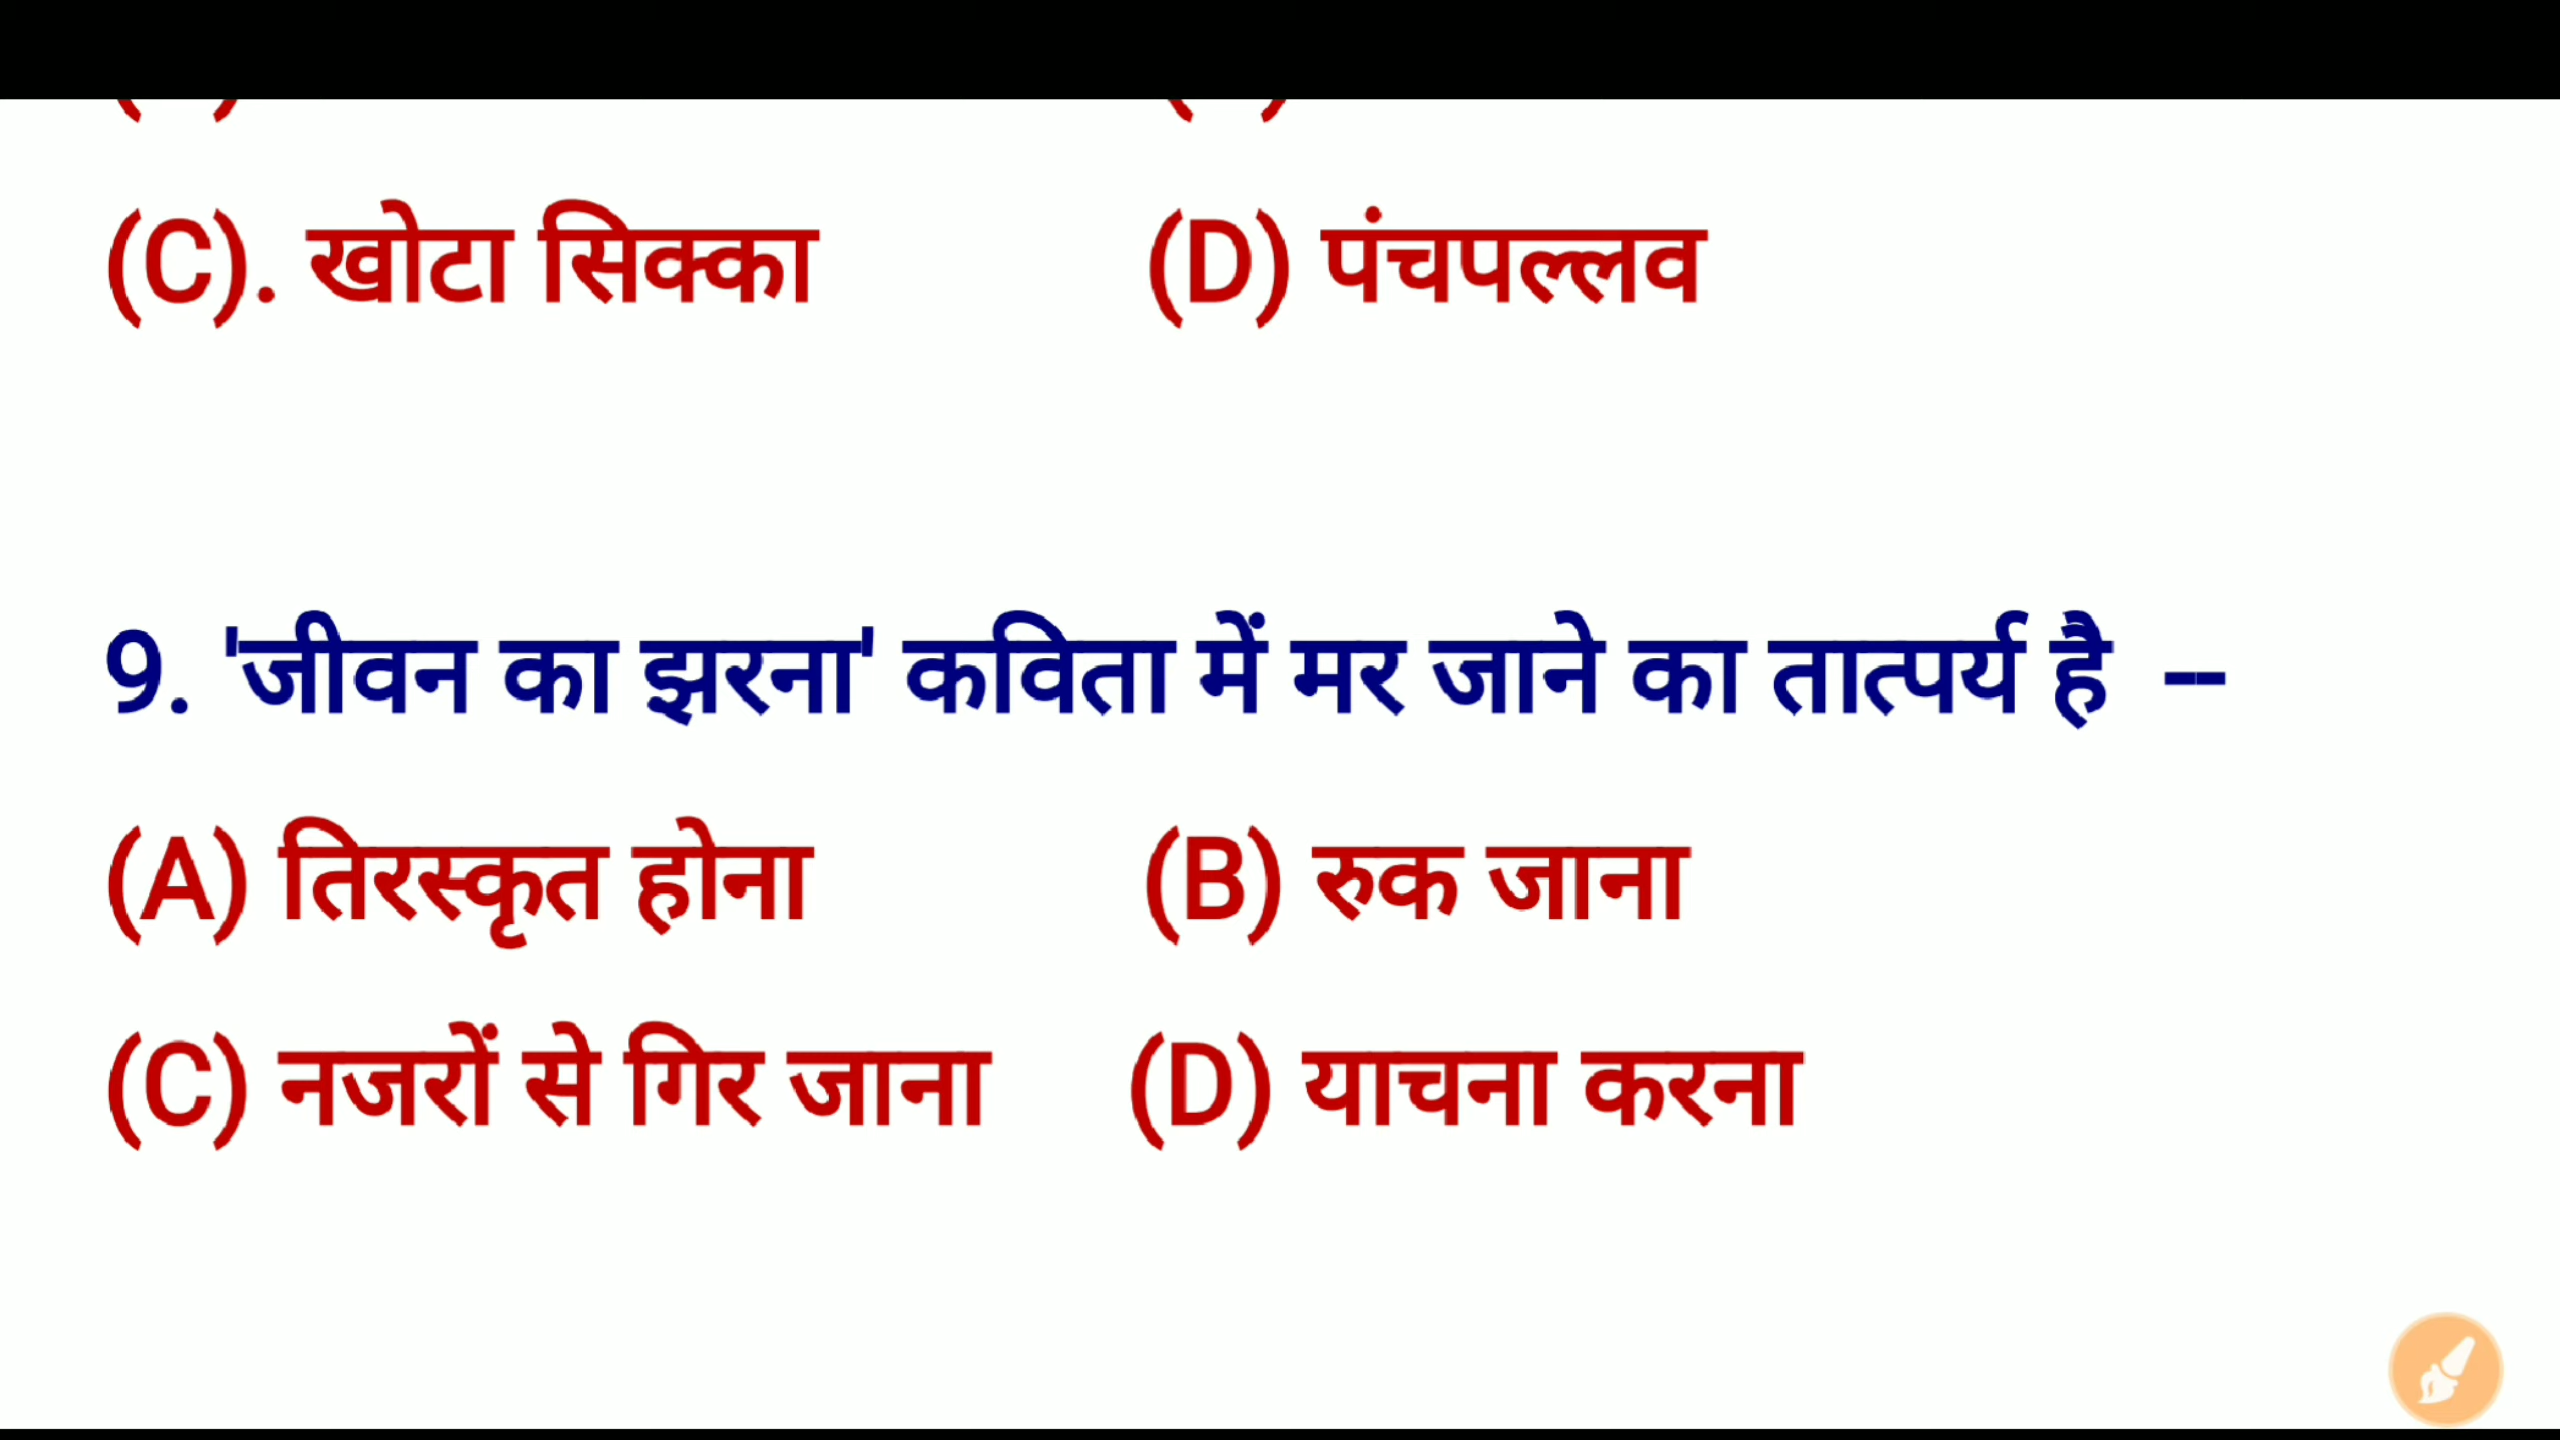 (C). खोटा सिक्का (D) पंचपल्लव
9. 'जीवन का झरना' कविता में मर जाने का तात्पर्य है --
(A) तिरस्कृत होना (B) रुक जाना
(C) नजरों से गिर जाना (D) याचना करना